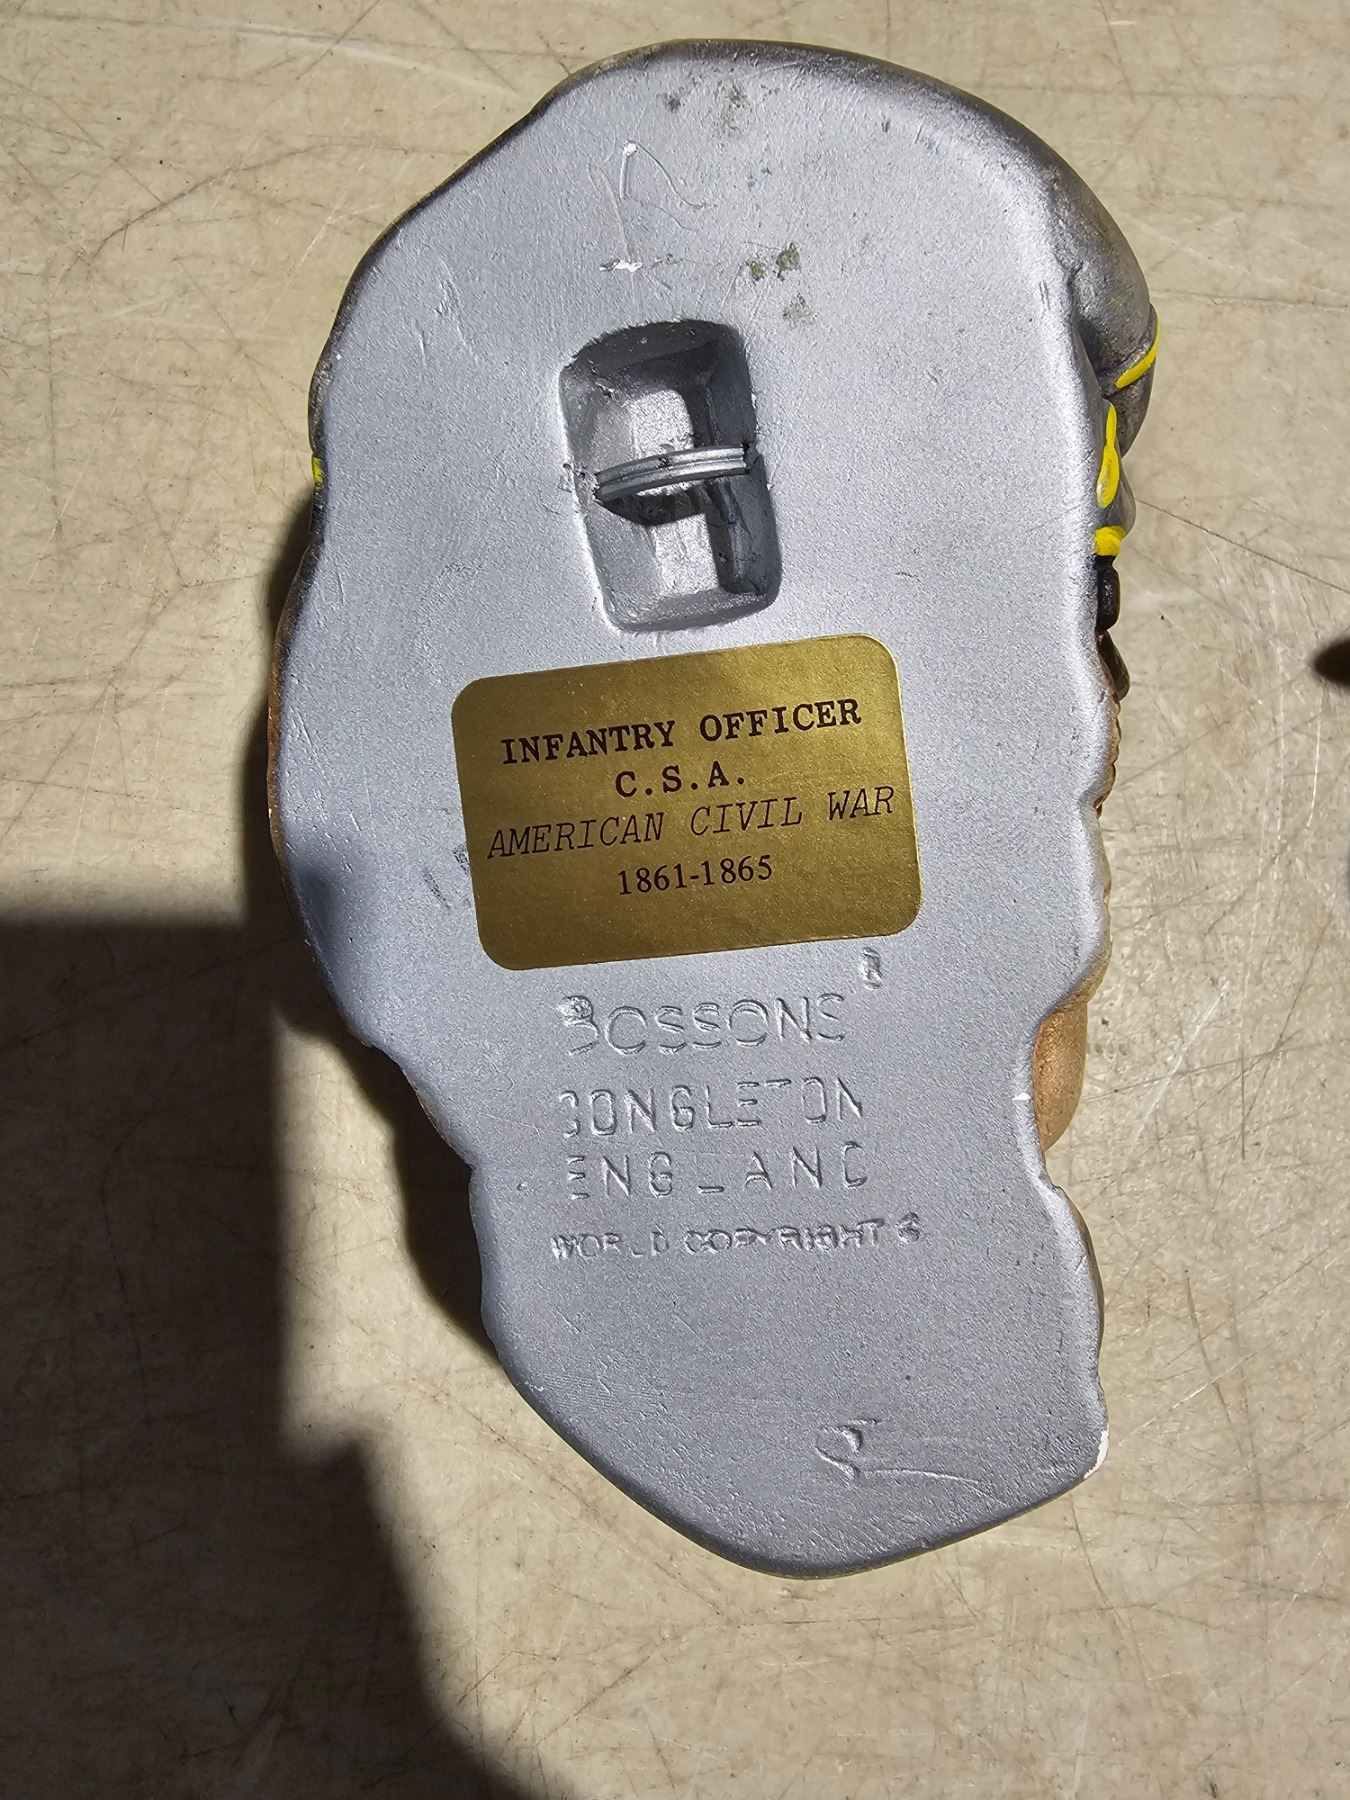 INFANTRY OFFICER
C.S.A.
AMERICAN CIVIL WAR
1861-1865
BOSSONS
CONGLETON
ENGLAND
WORLD COPYRIGHT